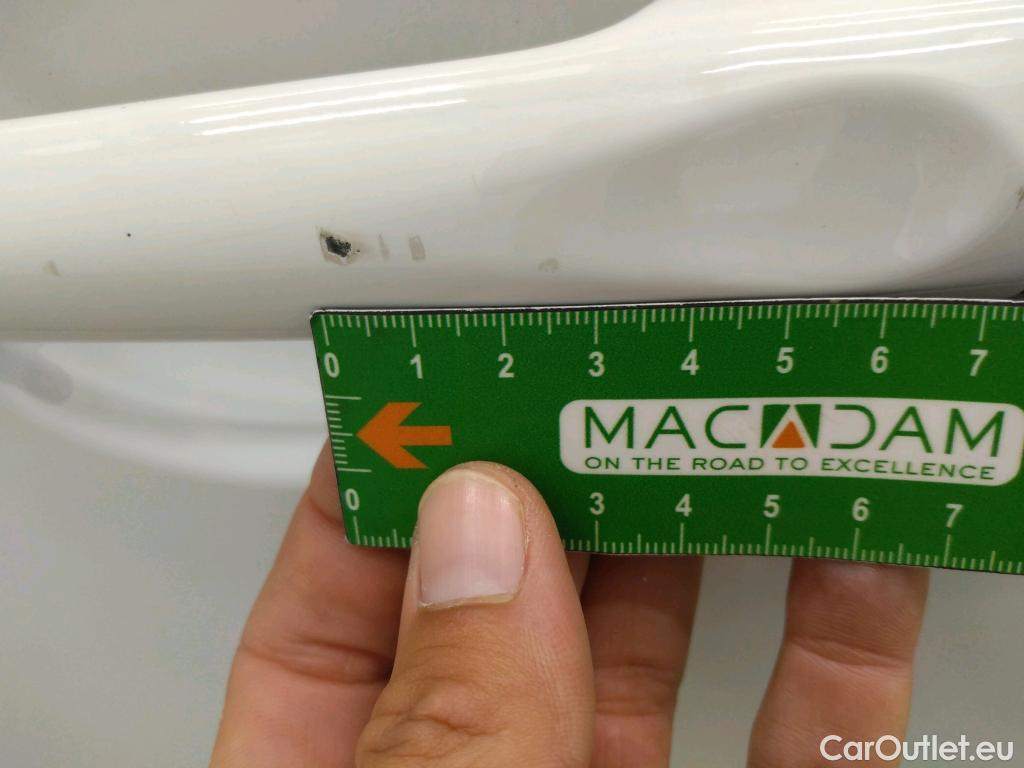 0 1 2 3 4 5 6 7
MACADAM
ON THE ROAD TO EXCELLENCE
0 3 4 5 6 7
CarOutlet.eu